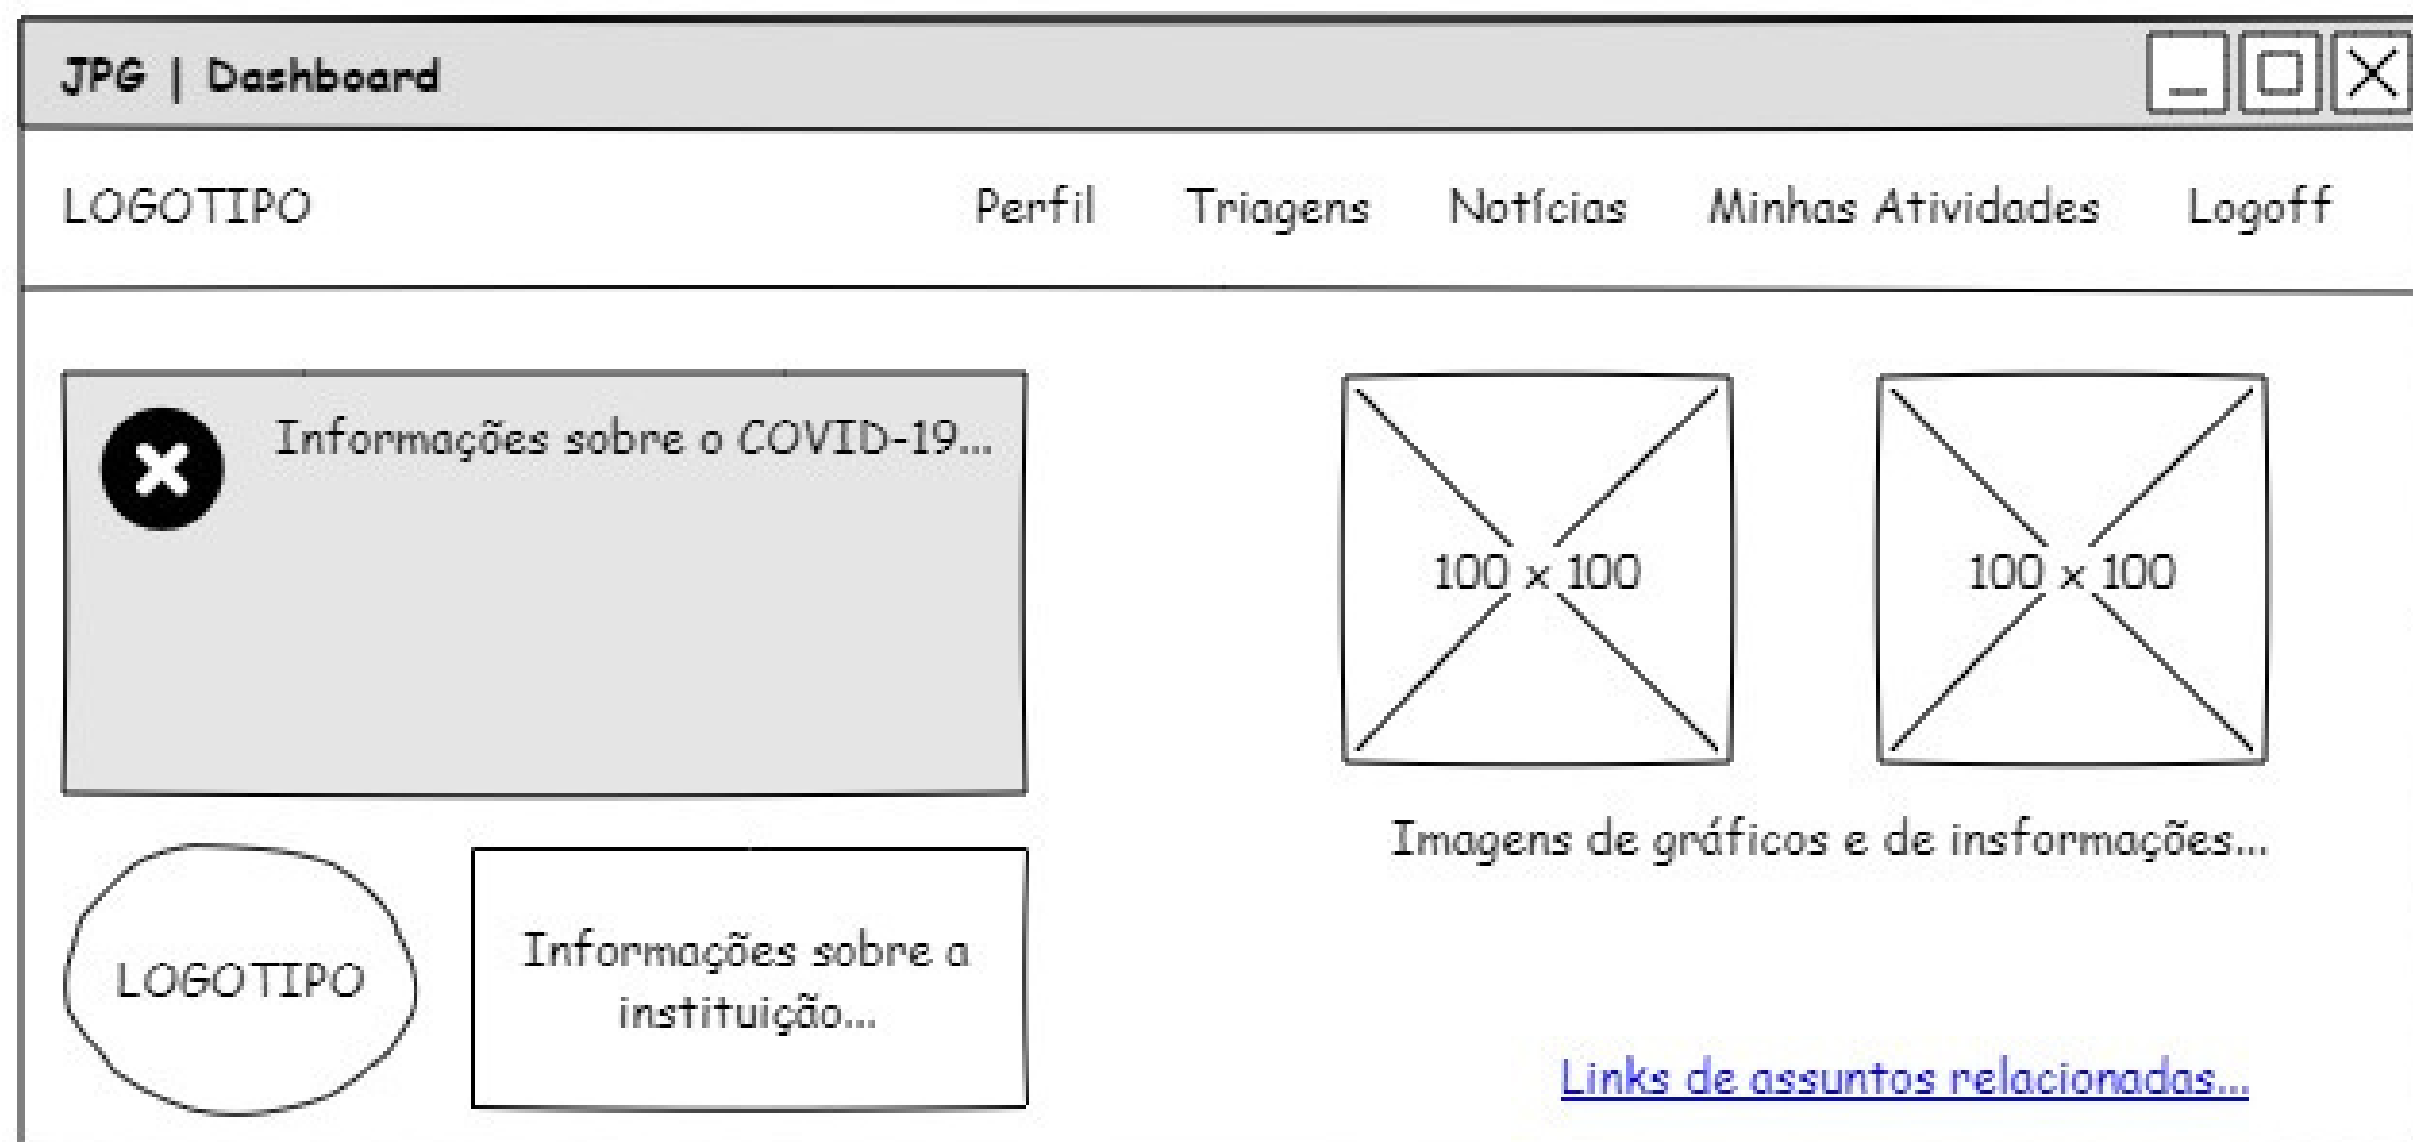 JPG | Dashboard
LOGOTIPO Perfil Triagens Notícias Minhas Atividades Logoff
Informações sobre o COVID-19...
100 x 100 100 x 100
Imagens de gráficos e de insformações...
LOGOTIPO
Informações sobre a
instituição...
Links de assuntos relacionadas...